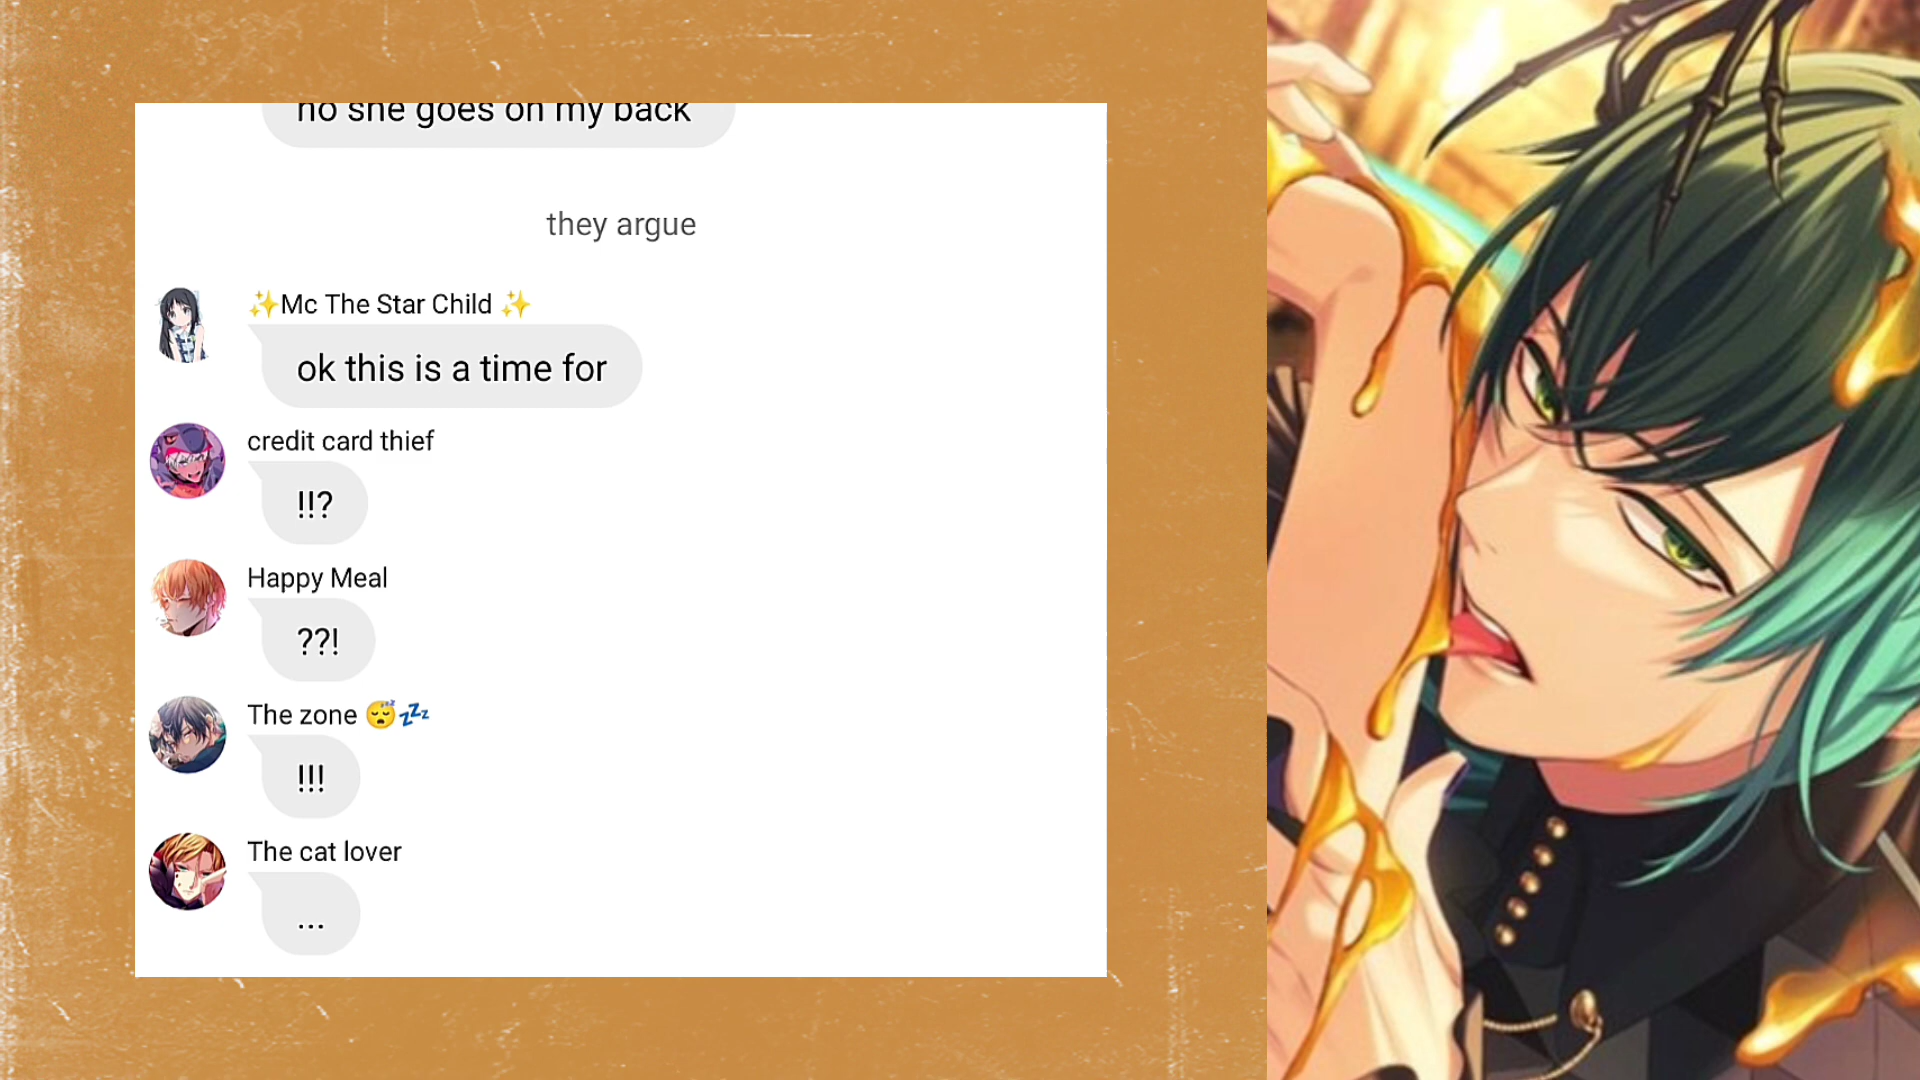 no she goes on my back
they argue
✨Mc The Star Child ✨
ok this is a time for
credit card thief
!!?
Happy Meal
??!
The zone 😴💤
!!!
The cat lover
...